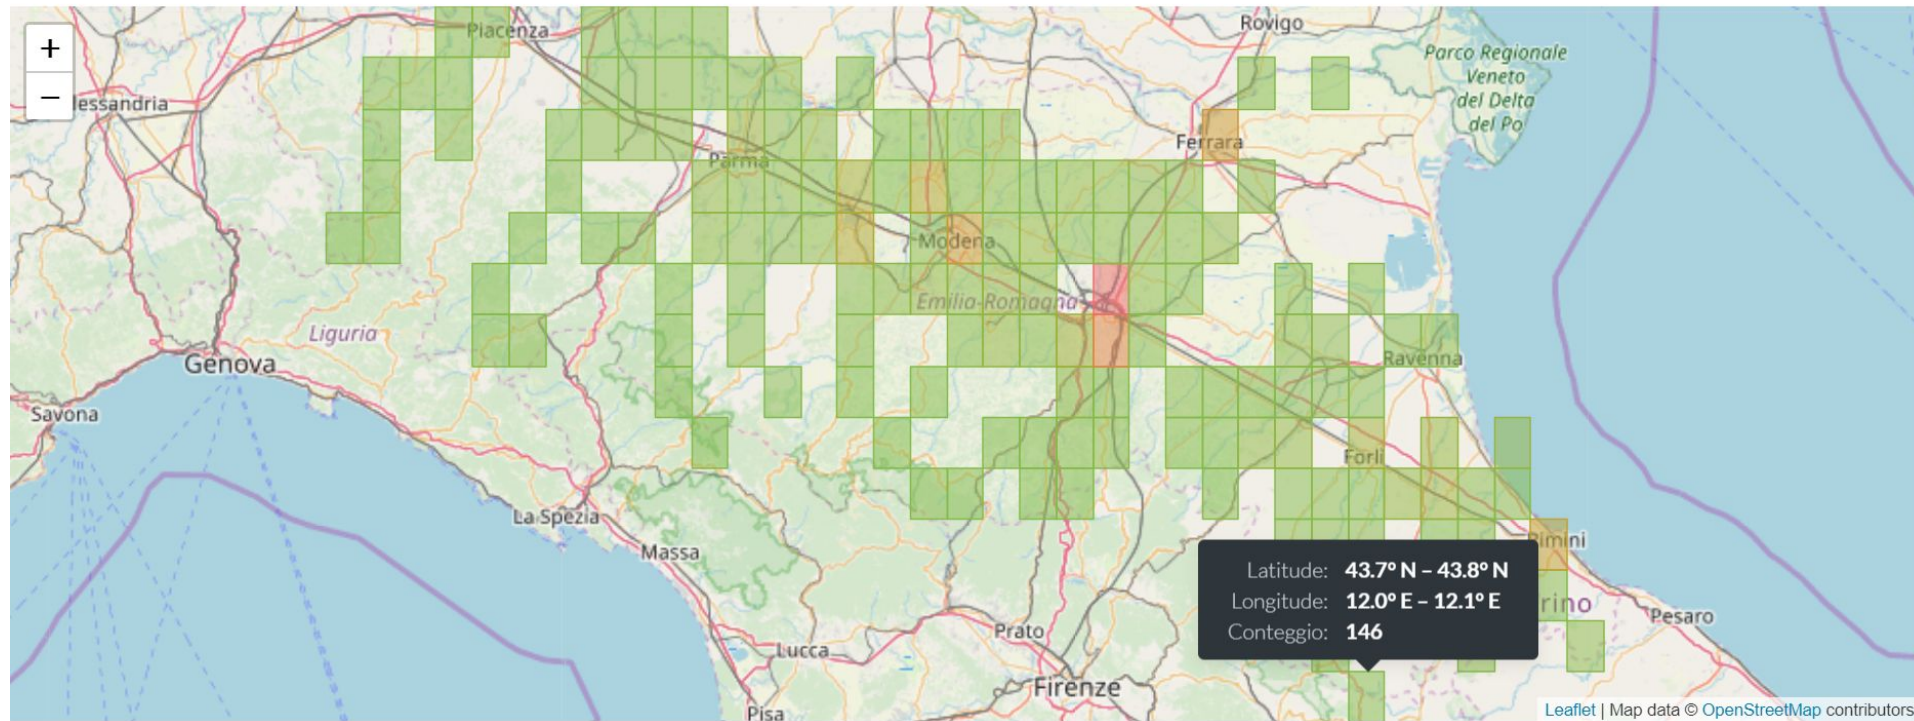 +
−
Piacenza
Rovigo
Parco Regionale
Veneto
del Delta
del Po
lessandria
Ferrara
Parma
Modena
Emilia-Romagna
Liguria
Genova
Ravenna
Savona
Forlì
La Spezia
Massa
Rimini
Latitude: 43.7° N – 43.8° N
Longitude: 12.0° E – 12.1° E
Conteggio: 146
rino
Pesaro
Prato
Lucca
Firenze
Pisa
Leaflet | Map data © OpenStreetMap contributors